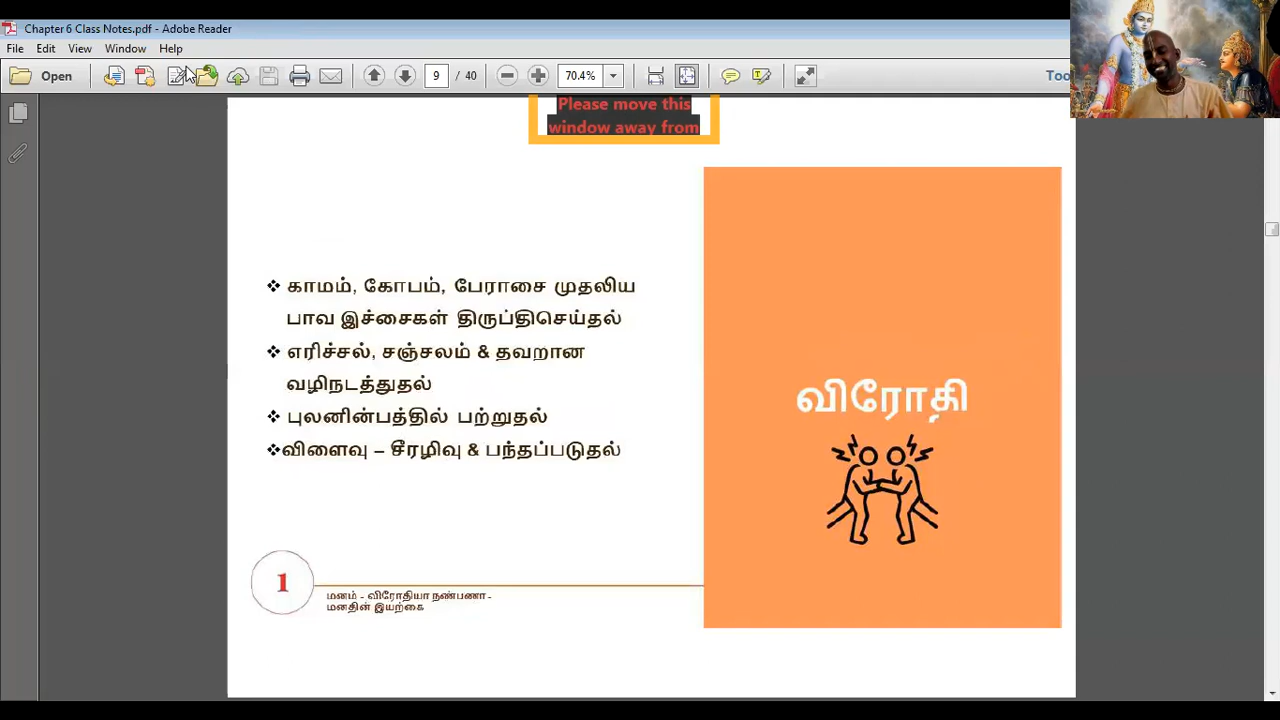 Chapter 6 Class Notes.pdf - Adobe Reader
File Edit View Window Help
Open 9 / 40 70.4% Too
Please move this
window away from
❖ காமம், கோபம், பேராசை முதலிய
பாவ இச்சைகள் திருப்திசெய்தல்
❖ எரிச்சல், சஞ்சலம் & தவறான
வழிநடத்துதல்
❖ புலனின்பத்தில் பற்றுதல்
❖விளைவு – சீரழிவு & பந்தப்படுதல்
விரோதி
1
மனம் - விரோதியா நண்பணா -
மனதின் இயற்கை